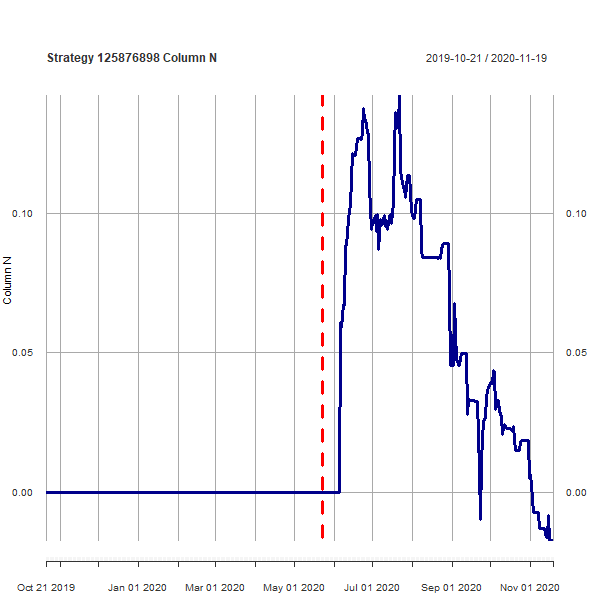 Strategy 125876898 Column N 2019-10-21 / 2020-11-19
0.10 0.10
Column N
0.05 0.05
0.00 0.00
Oct 21 2019 Jan 01 2020 Mar 01 2020 May 01 2020 Jul 01 2020 Sep 01 2020 Nov 01 2020